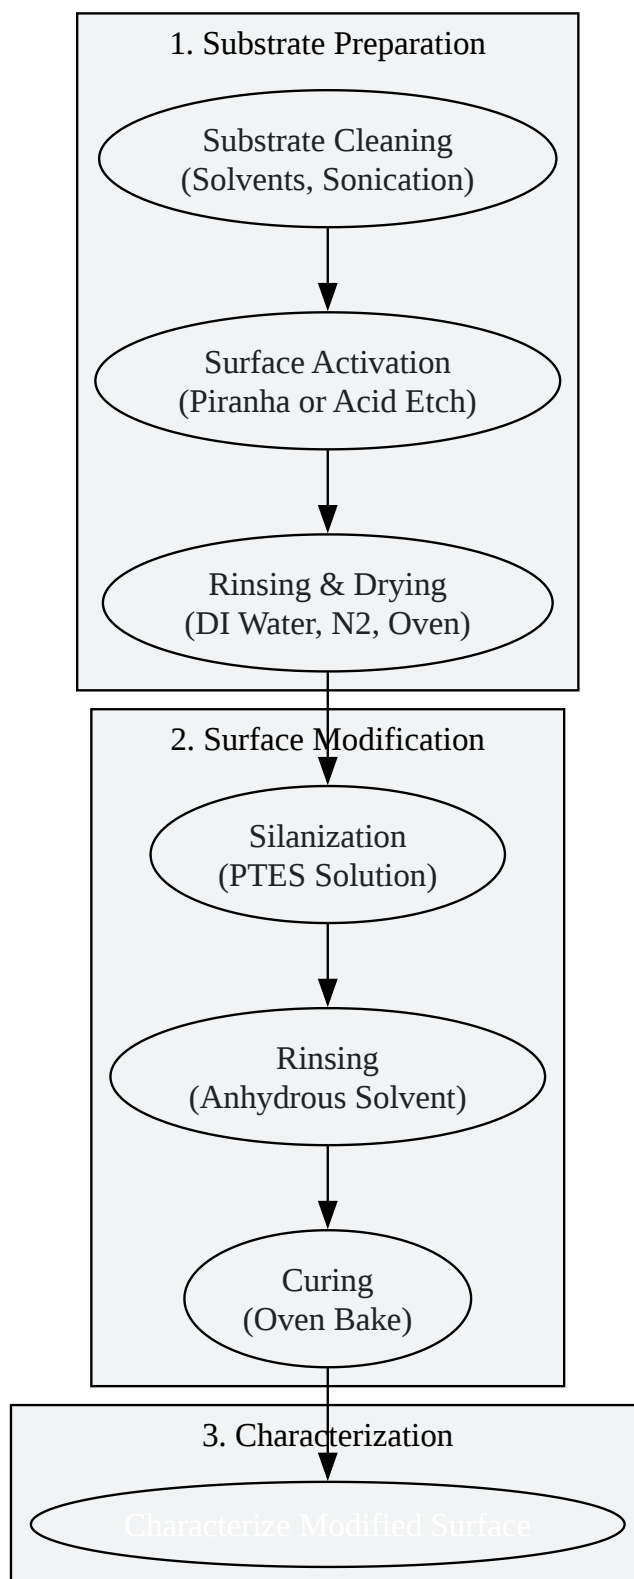 1. Substrate Preparation
Substrate Cleaning
(Solvents, Sonication)
Surface Activation
(Piranha or Acid Etch)
Rinsing & Drying
(DI Water, N2, Oven)
2. Surface Modification
Silanization
(PTES Solution)
Rinsing
(Anhydrous Solvent)
Curing
(Oven Bake)
3. Characterization
Characterize Modified Surface